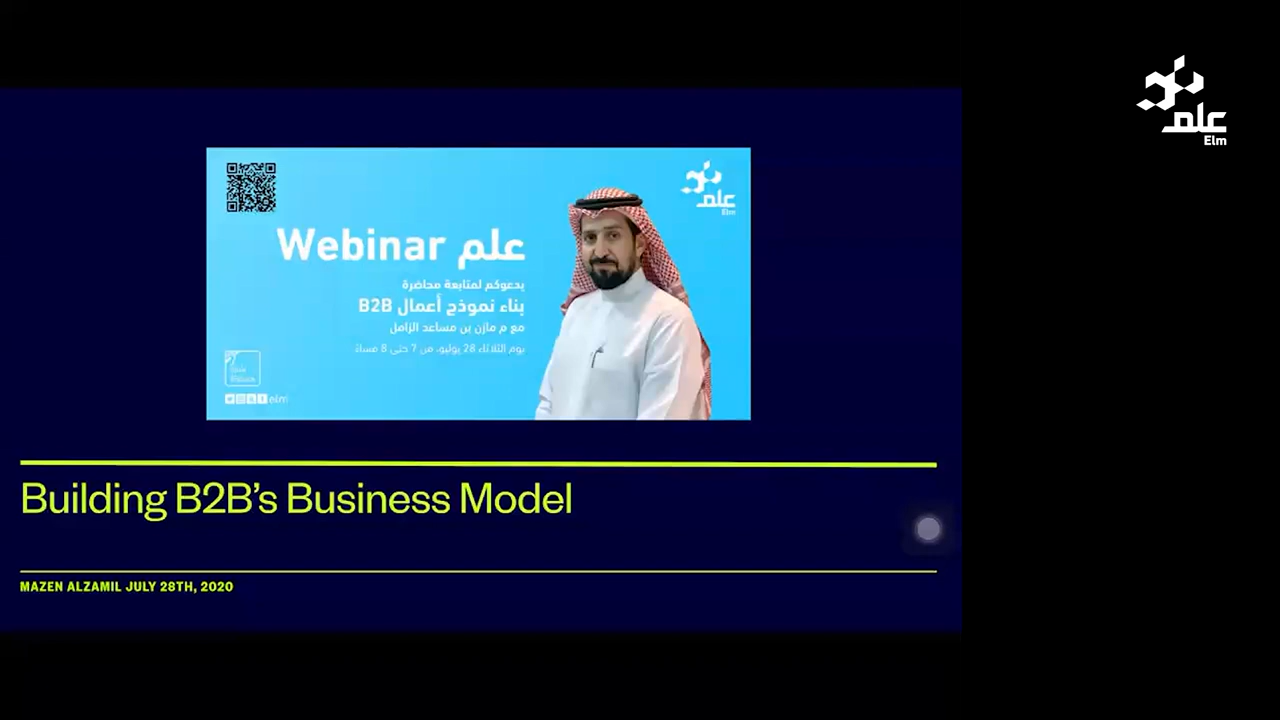 علم
Elm
علم
Elm
علم Webinar
يدعوكم لمتابعة محاضرة
بناء نموذج أعمال B2B
مع م مازن بن مساعد الزامل
يوم الثلاثاء 28 يوليو، من 7 حتى 8 مساءً
elm
Building B2B’s Business Model
MAZEN ALZAMIL JULY 28TH, 2020